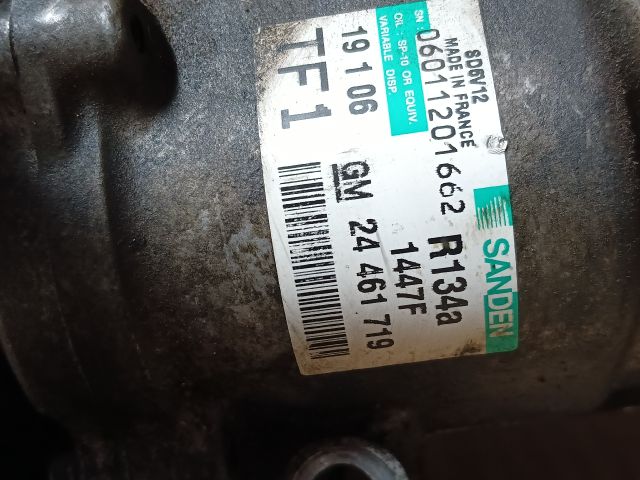 SANDEN
SD6V12
MADE IN FRANCE
R134a
SN : 06011201662
1447F
OIL : SP-10 OR EQUIV.
VARIABLE DISP.
GM 24 461 719
19 1 06
TF1